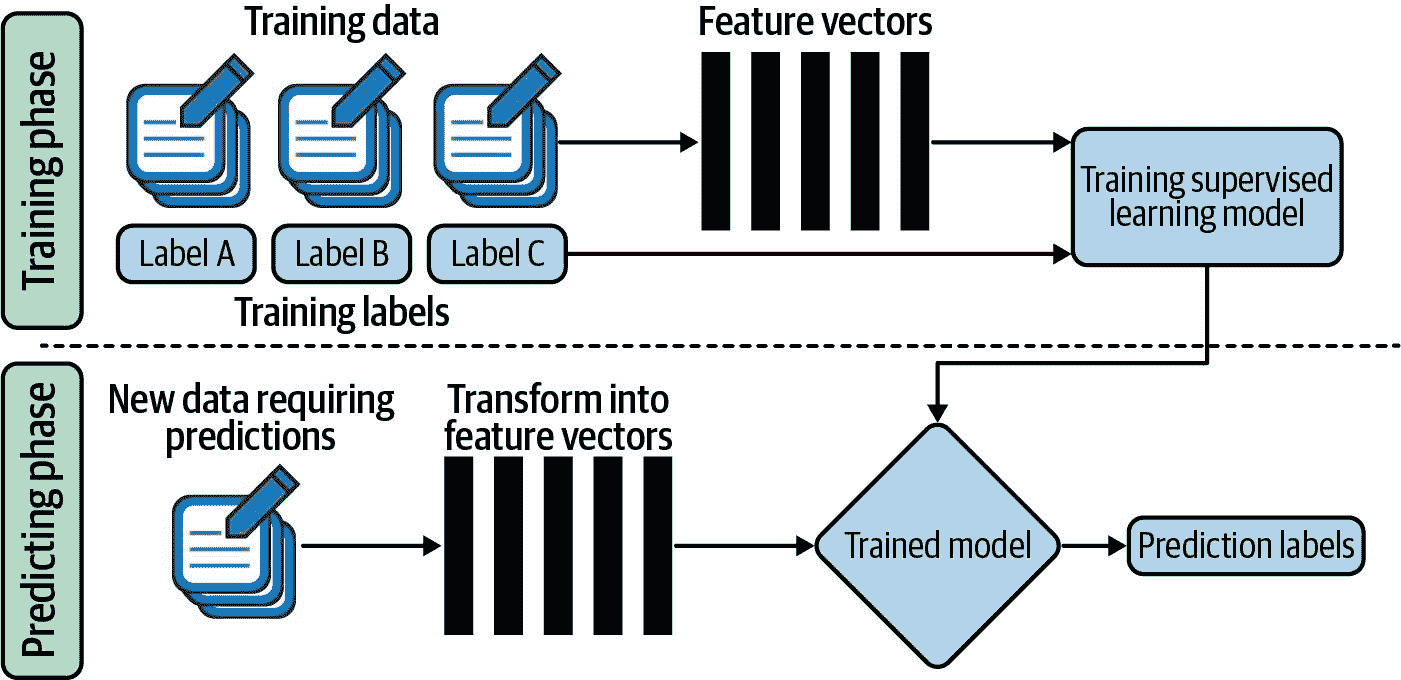 Training phase
Training data
Feature vectors
Training supervised
learning model
Label A
Label B
Label C
Training labels
Predicting phase
New data requiring
predictions
Transform into
feature vectors
Trained model
Prediction labels